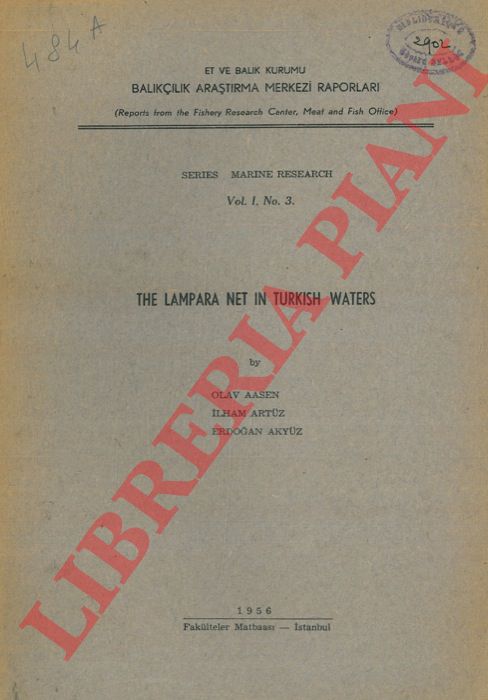 484 A
2902
ET VE BALIK KURUMU
BALIKÇILIK ARAŞTIRMA MERKEZİ RAPORLARI
(Reports from the Fishery Research Center, Meat and Fish Office)
SERIES MARINE RESEARCH
Vol. I, No. 3.
THE LAMPARA NET IN TURKISH WATERS
by
OLAV AASEN
İLHAM ARTÜZ
ERDOĞAN AKYÜZ
1956
Fakülteler Matbaası — İstanbul
LIBRERIA PIANI